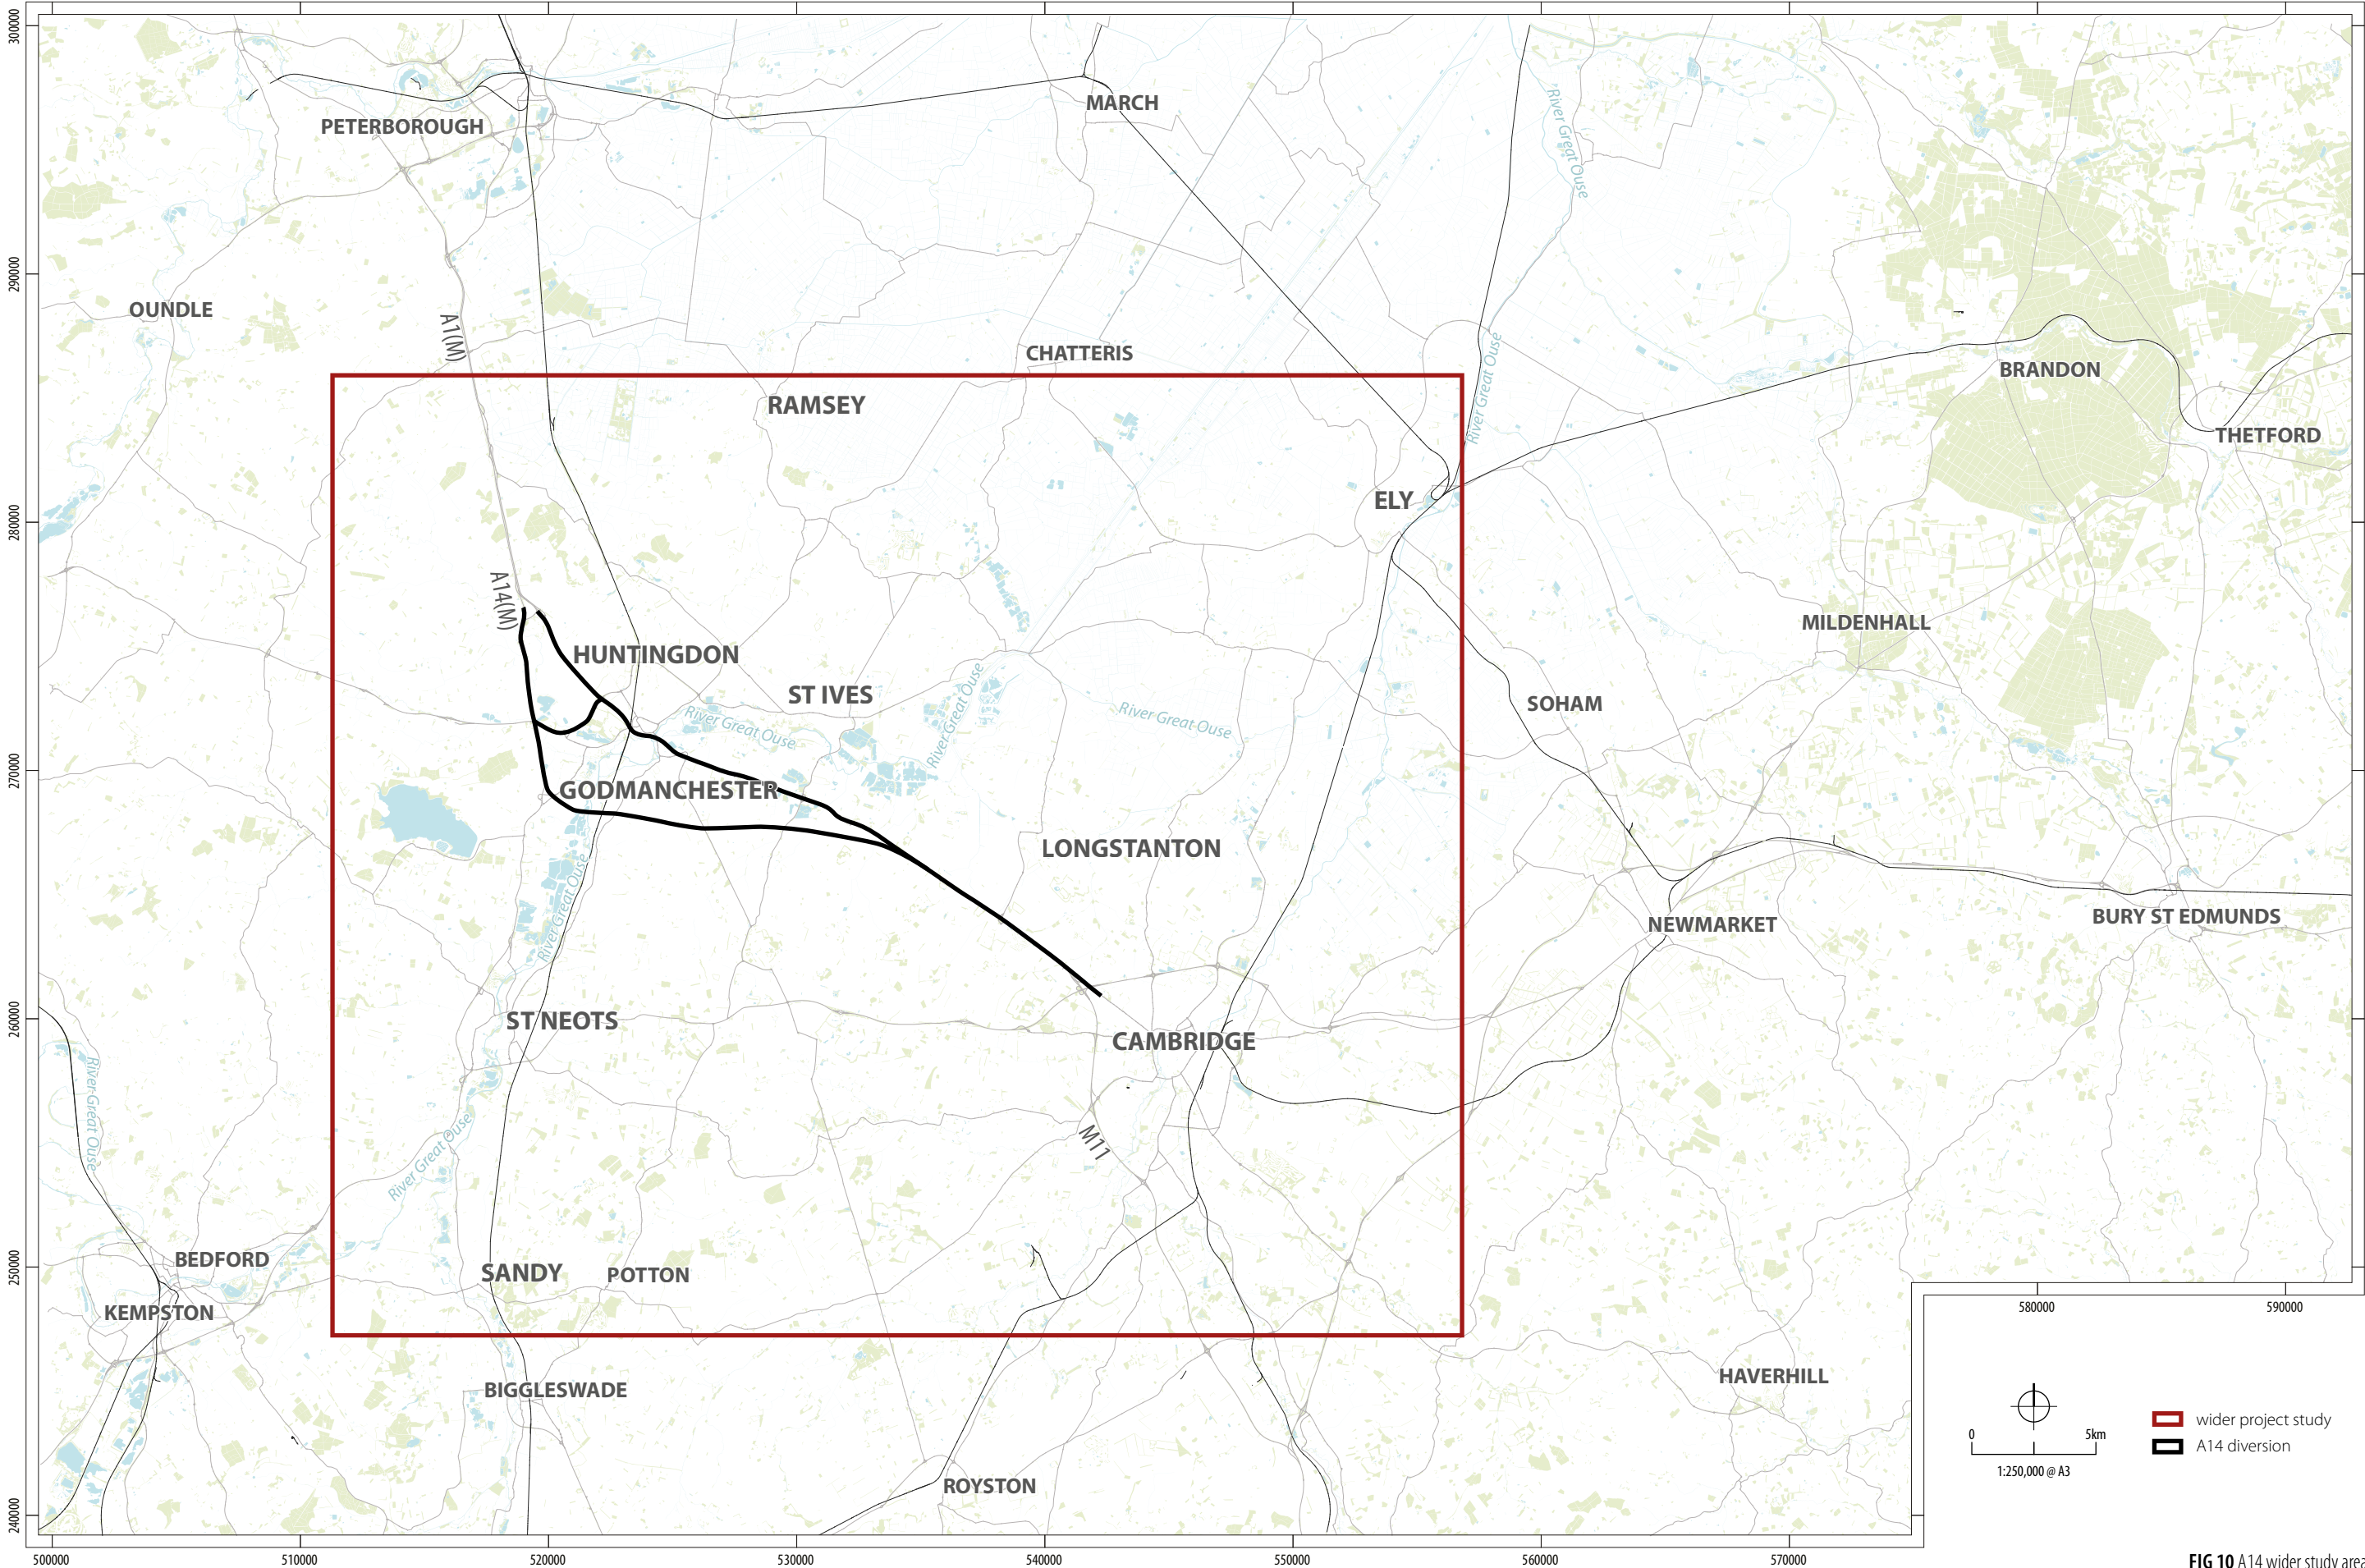 300000
290000
280000
270000
260000
250000
240000
PETERBOROUGH
MARCH
River Great Ouse
OUNDLE
A1(M)
CHATTERIS
River Great Ouse
BRANDON
RAMSEY
THETFORD
ELY
A14(M)
HUNTINGDON
MILDENHALL
ST IVES
River Great Ouse
River Great Ouse
River Great Ouse
SOHAM
GODMANCHESTER
LONGSTANTON
River Great Ouse
NEWMARKET
BURY ST EDMUNDS
ST NEOTS
CAMBRIDGE
River Great Ouse
River Great Ouse
M11
BEDFORD
SANDY
POTTON
KEMPSTON
580000
590000
BIGGLESWADE
HAVERHILL
ROYSTON
0
5km
1:250,000 @ A3
wider project study
A14 diversion
500000
510000
520000
530000
540000
550000
560000
570000
FIG 10 A14 wider study area